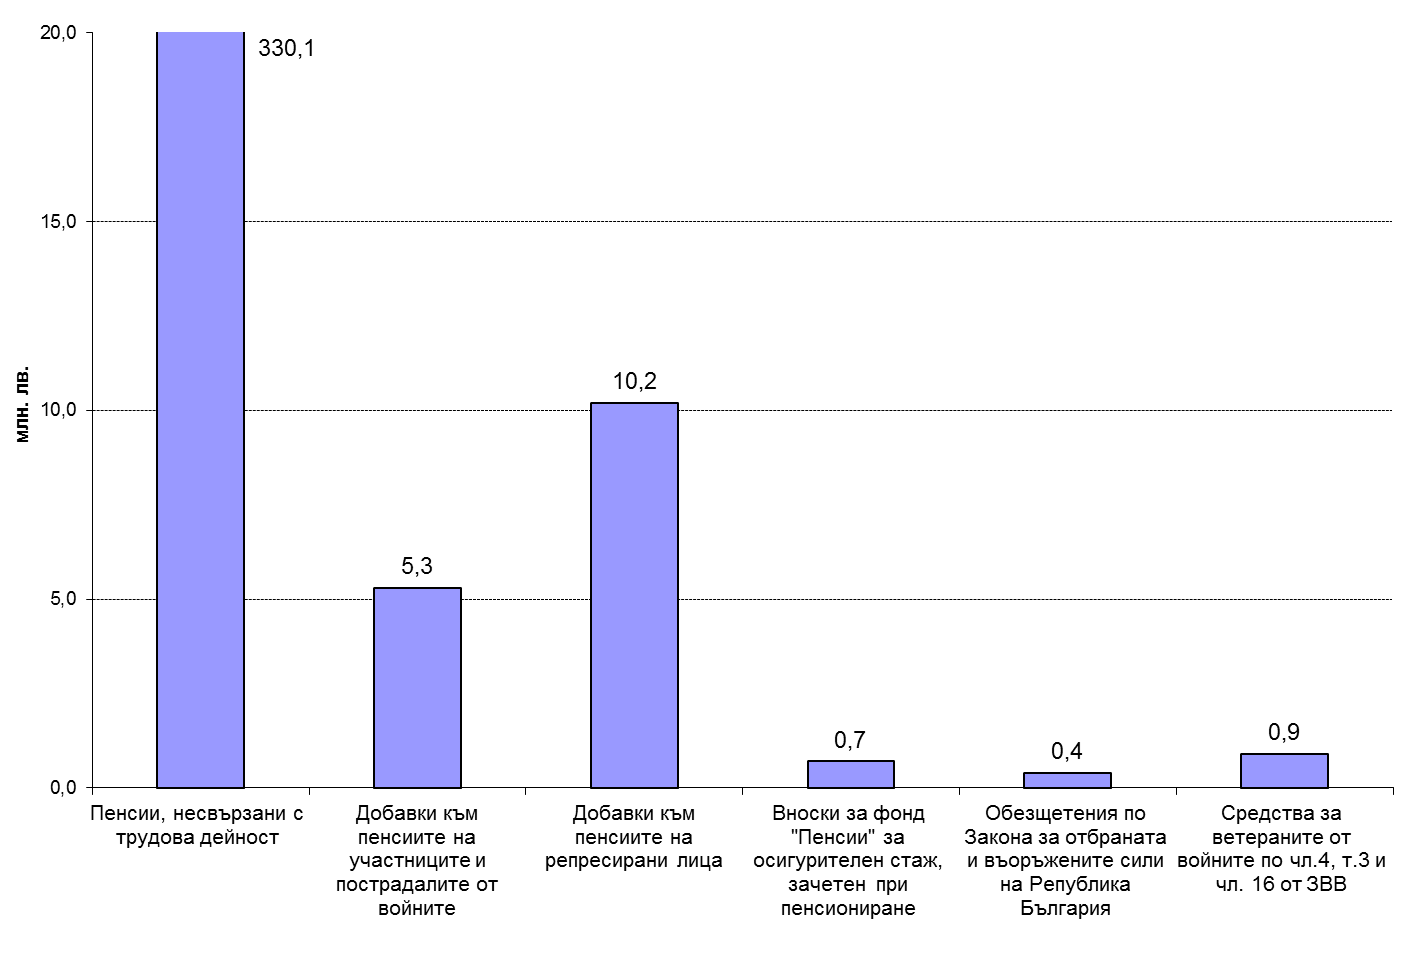 20,0
330,1
15,0
млн. лв.
10,2
10,0
5,3
5,0
0,7
0,4
0,9
0,0
Пенсии, несвързани с
трудова дейност
Добавки към
пенсиите на
участниците и
пострадалите от
войните
Добавки към
пенсиите на
репресирани лица
Вноски за фонд
"Пенсии" за
осигурителен стаж,
зачетен при
пенсиониране
Обезщетения по
Закона за отбраната
и въоръжените сили
на Република
България
Средства за
ветераните от
войните по чл.4, т.3 и
чл. 16 от ЗВВ